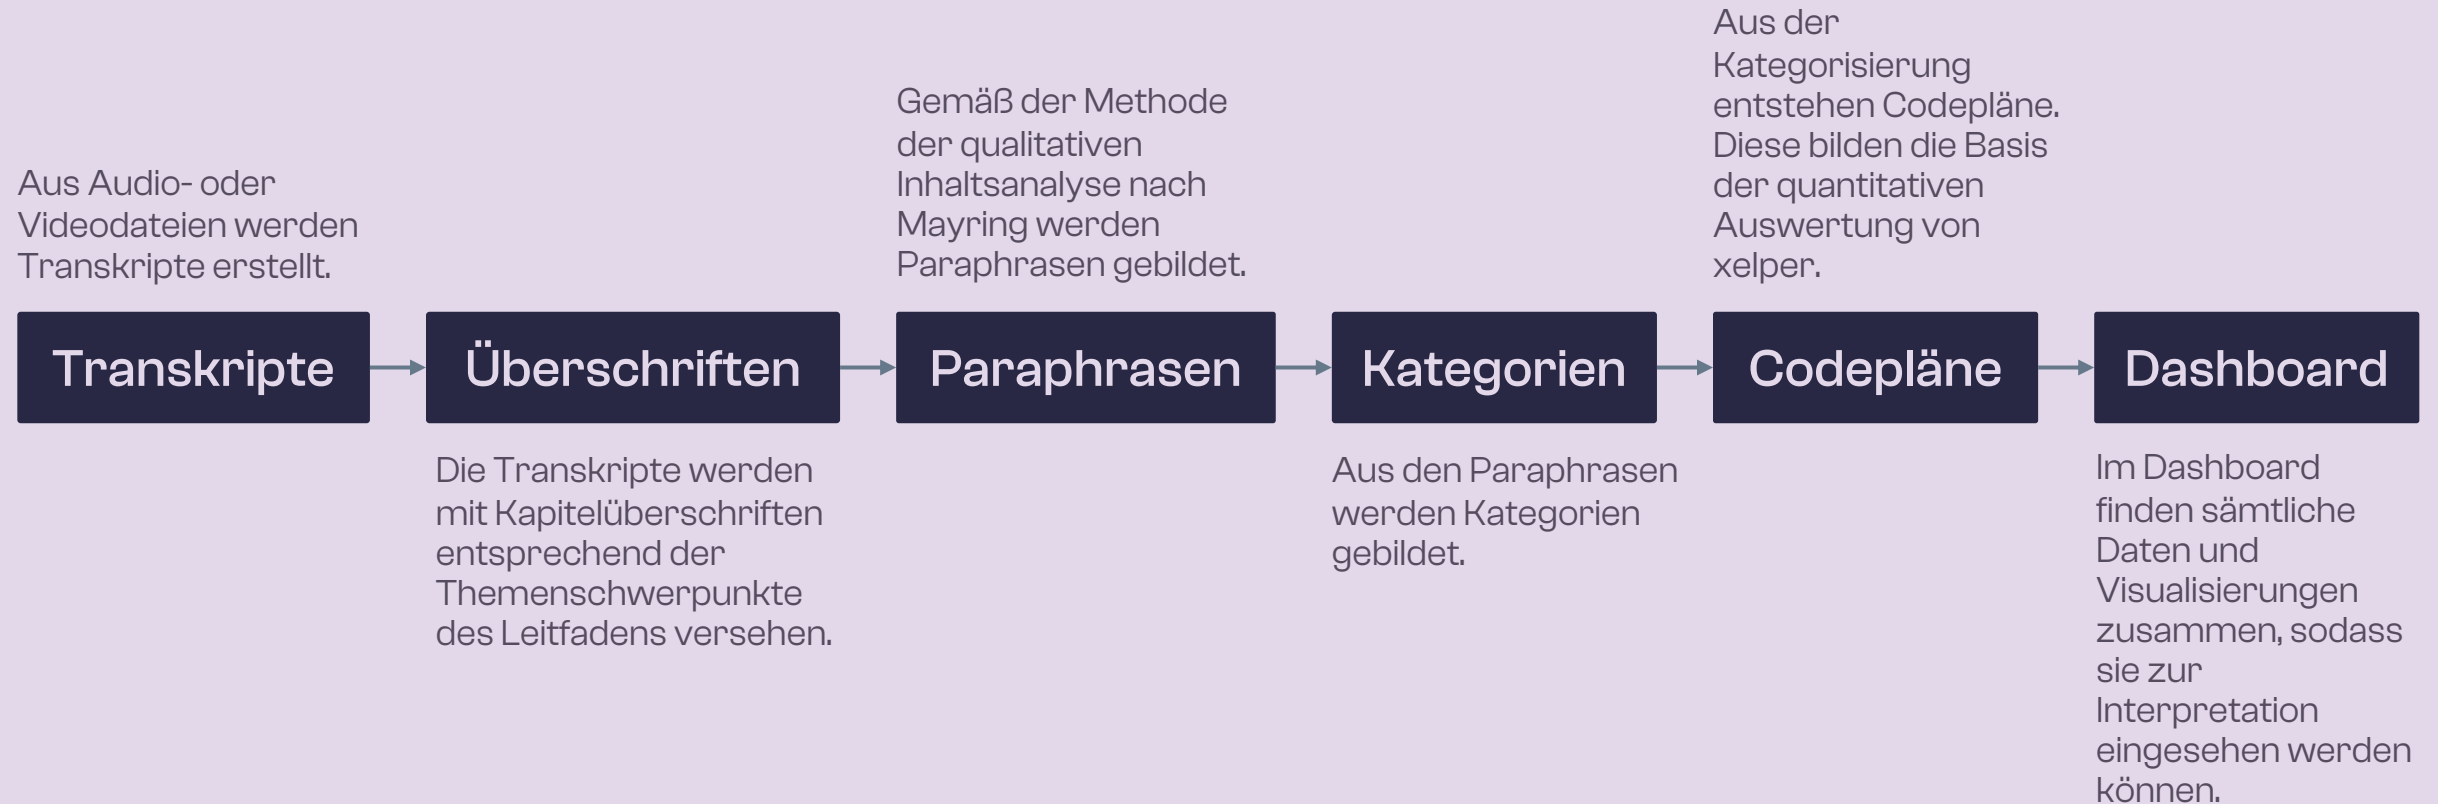 Aus Audio- oder
Videodateien werden
Transkripte erstellt.
Transkripte
Überschriften
Die Transkripte werden
mit Kapitelüberschriften
entsprechend der
Themenschwerpunkte
des Leitfadens versehen.
Gemäß der Methode
der qualitativen
Inhaltsanalyse nach
Mayring werden
Paraphrasen gebildet.
Paraphrasen
Kategorien
Aus den Paraphrasen
werden Kategorien
gebildet.
Aus der
Kategorisierung
entstehen Codepläne.
Diese bilden die Basis
der quantitativen
Auswertung von
xelper.
Codepläne
Dashboard
Im Dashboard
finden sämtliche
Daten und
Visualisierungen
zusammen, sodass
sie zur
Interpretation
eingesehen werden
können.